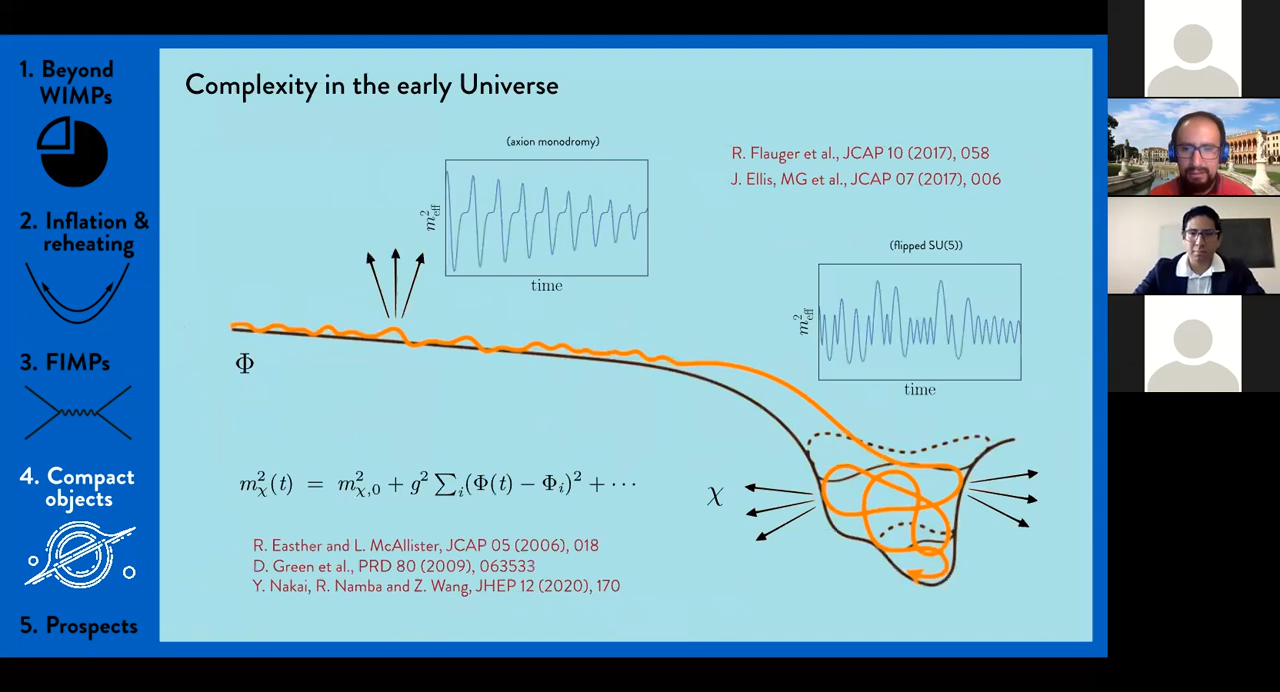 1. Beyond
WIMPs
2. Inflation &
reheating
3. FIMPs
4. Compact
objects
5. Prospects
Complexity in the early Universe
(axion monodromy)
m²eff
time
R. Flauger et al., JCAP 10 (2017), 058
J. Ellis, MG et al., JCAP 07 (2017), 006
(flipped SU(5))
m²eff
time
Φ
m²χ(t) = m²χ,0 + g² ∑i(Φ(t) − Φi)² + ···
χ
R. Easther and L. McAllister, JCAP 05 (2006), 018
D. Green et al., PRD 80 (2009), 063533
Y. Nakai, R. Namba and Z. Wang, JHEP 12 (2020), 170